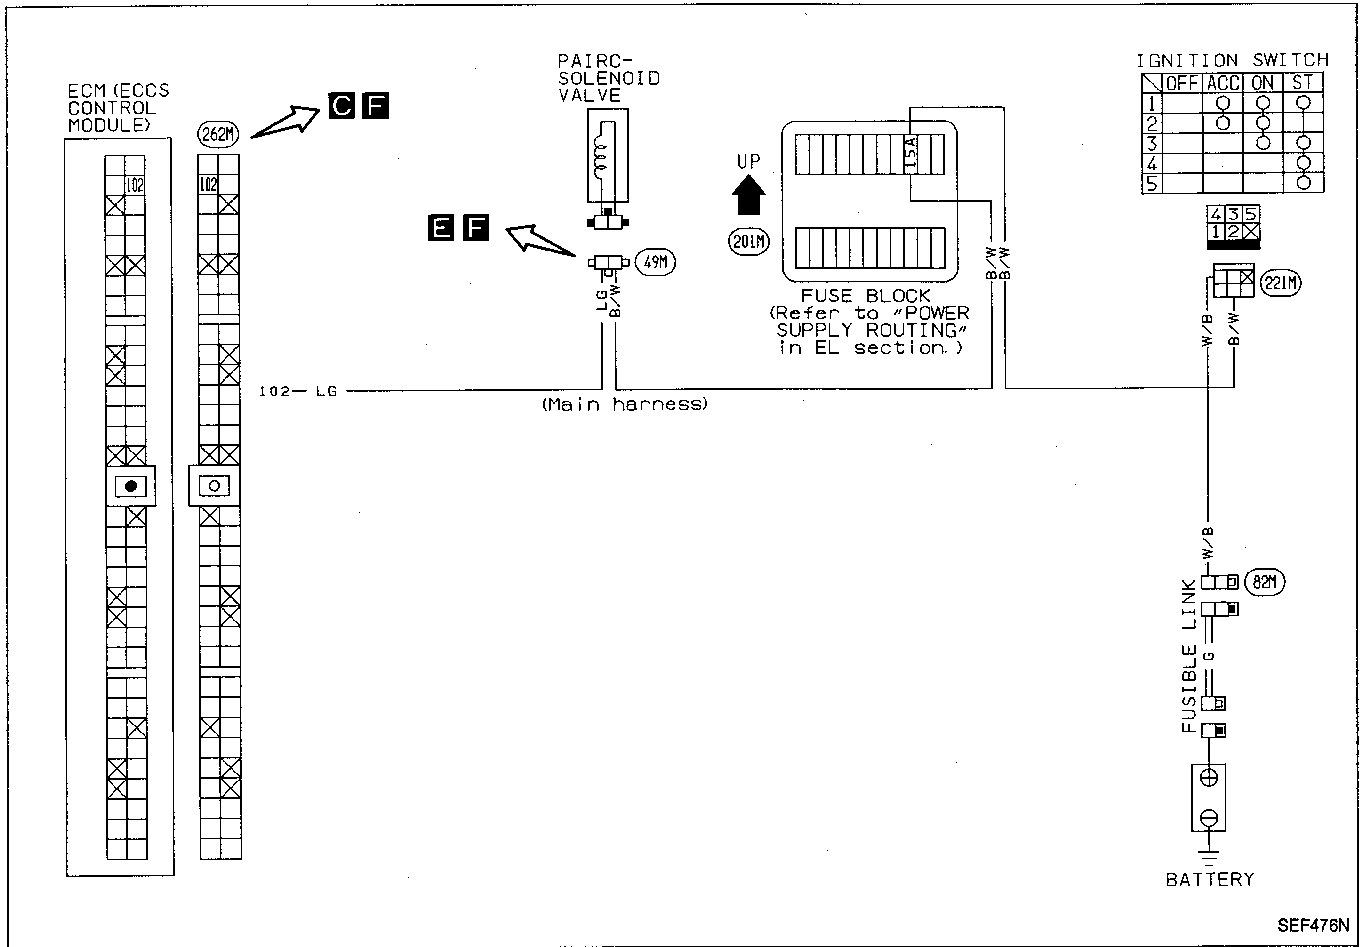 ECM (ECCS
CONTROL
MODULE)
262M
C F
102
102
PAIRC-
SOLENOID
VALVE
E F
49M
LG
B/W
102- LG
(Main harness)
UP
201M
15A
FUSE BLOCK
(Refer to "POWER
SUPPLY ROUTING"
in EL section.)
B/W
B/W
IGNITION SWITCH
OFF ACC ON ST
1
2
3
4
5
4 3 5
1 2
221M
W/B
B/W
W/B
82M
FUSIBLE LINK
G
BATTERY
SEF476N